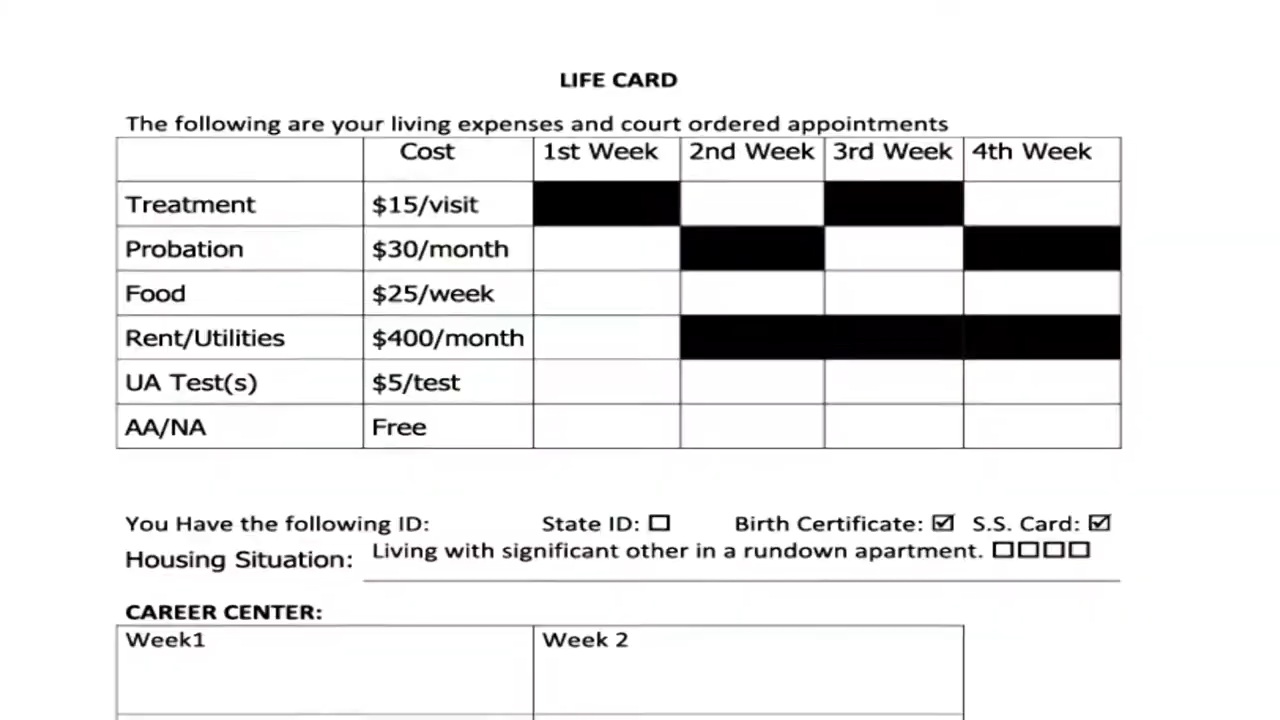 LIFE CARD
The following are your living expenses and court ordered appointments
Cost 1st Week 2nd Week 3rd Week 4th Week
Treatment $15/visit
Probation $30/month
Food $25/week
Rent/Utilities $400/month
UA Test(s) $5/test
AA/NA Free
You Have the following ID: State ID: ☐ Birth Certificate: ☑ S.S. Card: ☑
Housing Situation: Living with significant other in a rundown apartment. ☐☐☐☐
CAREER CENTER:
Week1 Week 2